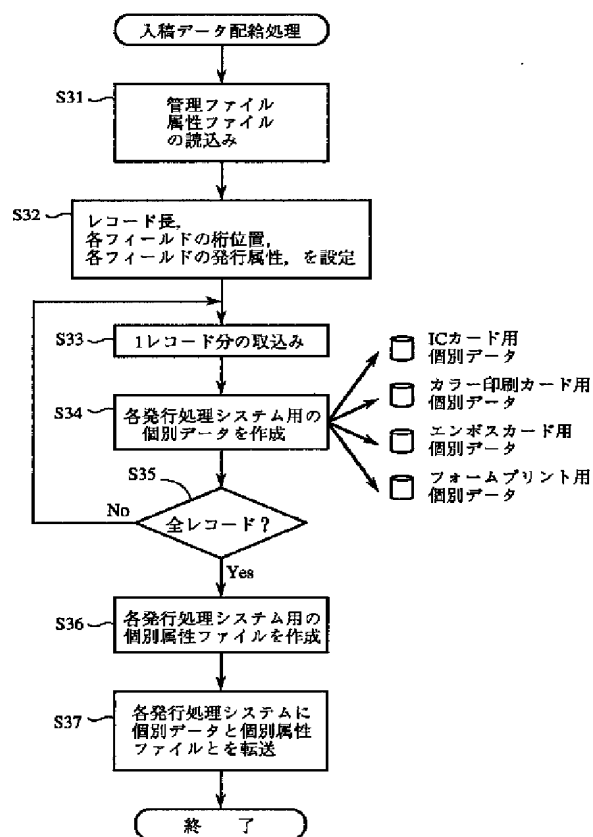 入稿データ配給処理
S31
管理ファイル
属性ファイル
の読込み
S32
レコード長，
各フィールドの桁位置，
各フィールドの発行属性，を設定
S33
1レコード分の取込み
S34
各発行処理システム用の
個別データを作成
ICカード用
個別データ
カラー印刷カード用
個別データ
エンボスカード用
個別データ
フォームプリント用
個別データ
S35
No
全レコード？
Yes
S36
各発行処理システム用の
個別属性ファイルを作成
S37
各発行処理システムに
個別データと個別属性
ファイルとを転送
終　了